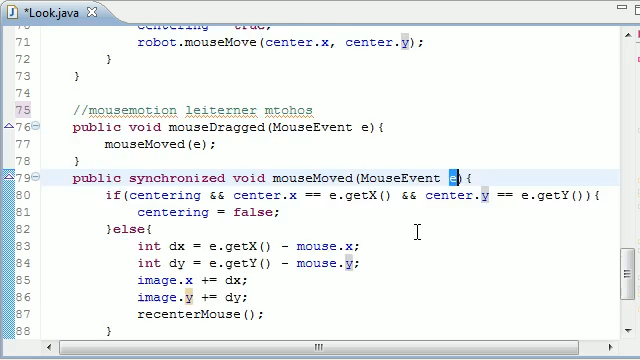 *Look.java
70 centering = true;
71 robot.mouseMove(center.x, center.y);
72 }
73 }
74
75 //mousemotion leiterner mtohos
76 public void mouseDragged(MouseEvent e){
77 mouseMoved(e);
78 }
79 public synchronized void mouseMoved(MouseEvent e){
80 if(centering && center.x == e.getX() && center.y == e.getY()){
81 centering = false;
82 }else{
83 int dx = e.getX() - mouse.x;
84 int dy = e.getY() - mouse.y;
85 image.x += dx;
86 image.y += dy;
87 recenterMouse();
88 }